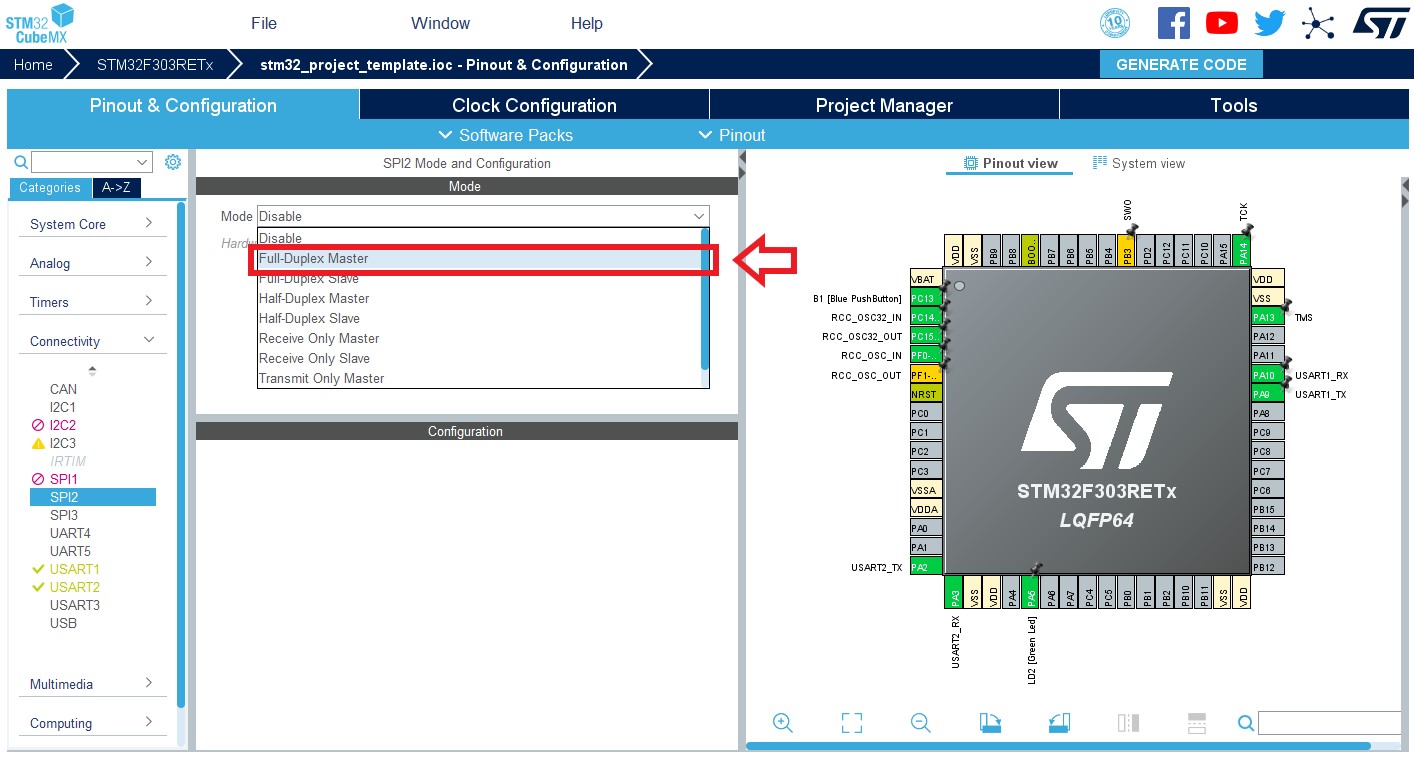 STM32
CubeMX
File
Window
Help
10
Home
STM32F303RETx
stm32_project_template.ioc - Pinout & Configuration
GENERATE CODE
Pinout & Configuration
Clock Configuration
Project Manager
Tools
Software Packs
Pinout
Categories
A->Z
System Core
Analog
Timers
Connectivity
CAN
I2C1
I2C2
I2C3
IRTIM
SPI1
SPI2
SPI3
UART4
UART5
USART1
USART2
USART3
USB
Multimedia
Computing
SPI2 Mode and Configuration
Mode
Mode Disable
Disable
Full-Duplex Master
Full-Duplex Slave
Half-Duplex Master
Half-Duplex Slave
Receive Only Master
Receive Only Slave
Transmit Only Master
Configuration
Pinout view
System view
SWO
TCK
VDD
VSS
PB9
PB8
BOO..
PB7
PB6
PB5
PB4
PB3
PD2
PC12
PC11
PC10
PA15
PA14
VBAT
B1 [Blue PushButton] PC13
RCC_OSC32_IN PC14..
RCC_OSC32_OUT PC15..
RCC_OSC_IN PF0-..
RCC_OSC_OUT PF1-..
NRST
PC0
PC1
PC2
PC3
VSSA
VDDA
PA0
PA1
USART2_TX PA2
VDD
VSS
PA13 TMS
PA12
PA11
PA10 USART1_RX
PA9 USART1_TX
PA8
PC9
PC8
PC7
PC6
PB15
PB14
PB13
PB12
STM32F303RETx
LQFP64
PA3
VSS
VDD
PA4
PA5
PA6
PA7
PC4
PC5
PB0
PB1
PB2
PB10
PB11
VSS
VDD
USART2_RX
LD2 [Green Led]